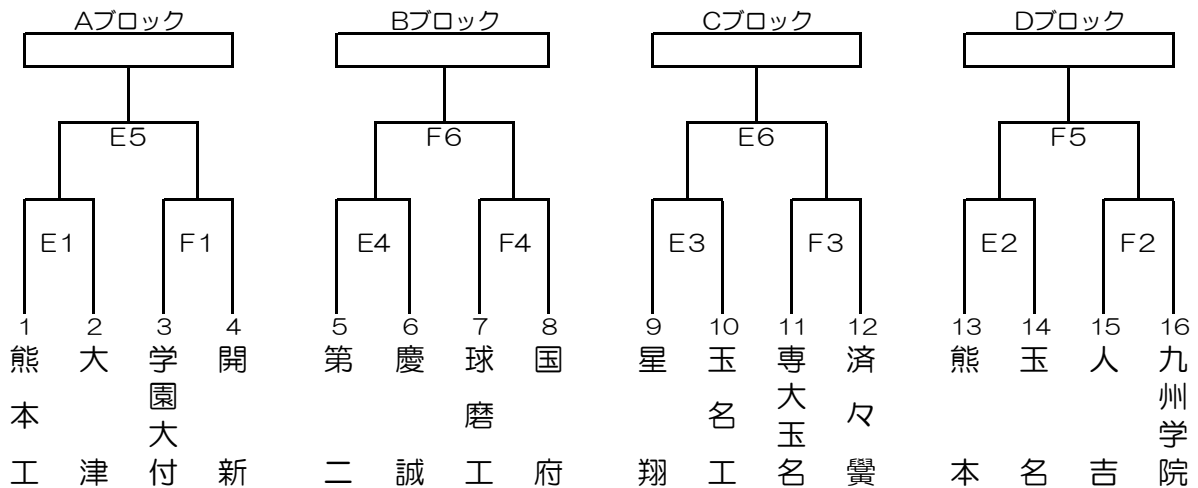 Aブロック Bブロック Cブロック Dブロック
E5 F6 E6 F5
E1 F1 E4 F4 E3 F3 E2 F2
1 2 3 4 5 6 7 8 9 10 11 12 13 14 15 16
熊本工
大津
学園大付
開新
第二
慶誠
球磨工
国府
星翔
玉名工
専大玉名
済々黌
熊本
玉名
人吉
九州学院